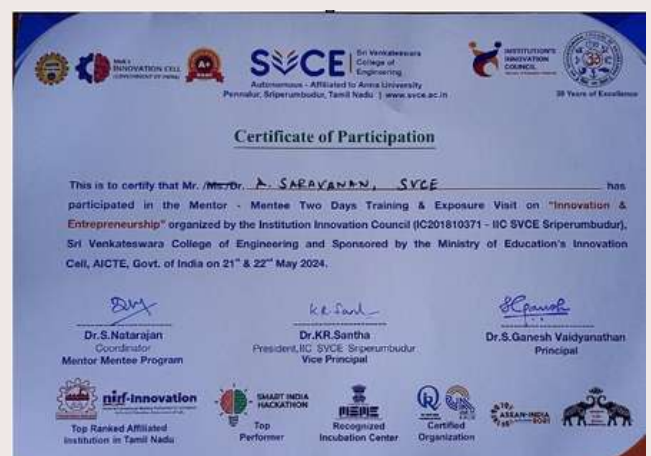 MoE's
INNOVATION CELL
(GOVERNMENT OF INDIA)
A+
SVCE
Sri Venkateswara
College of
Engineering
Autonomous - Affiliated to Anna University
Pennalur, Sriperumbudur, Tamil Nadu | www.svce.ac.in
INSTITUTION'S
INNOVATION
COUNCIL
39 Years of Excellence
Certificate of Participation
This is to certify that Mr. /Ms./Dr. A. SARAVANAN, SVCE has
participated in the Mentor - Mentee Two Days Training & Exposure Visit on "Innovation &
Entrepreneurship" organized by the Institution Innovation Council (IC201810371 - IIC SVCE Sriperumbudur),
Sri Venkateswara College of Engineering and Sponsored by the Ministry of Education's Innovation
Cell, AICTE, Govt. of India on 21st & 22nd May 2024.
Dr.S.Natarajan
Coordinator
Mentor Mentee Program
Dr.KR.Santha
President,IIC SVCE Sriperumbudur
Vice Principal
Dr.S.Ganesh Vaidyanathan
Principal
nirf-Innovation
Top Ranked Affiliated
Institution in Tamil Nadu
SMART INDIA
HACKATHON
Top
Performer
Recognized
Incubation Center
Certified
Organization
ASEAN-INDIA